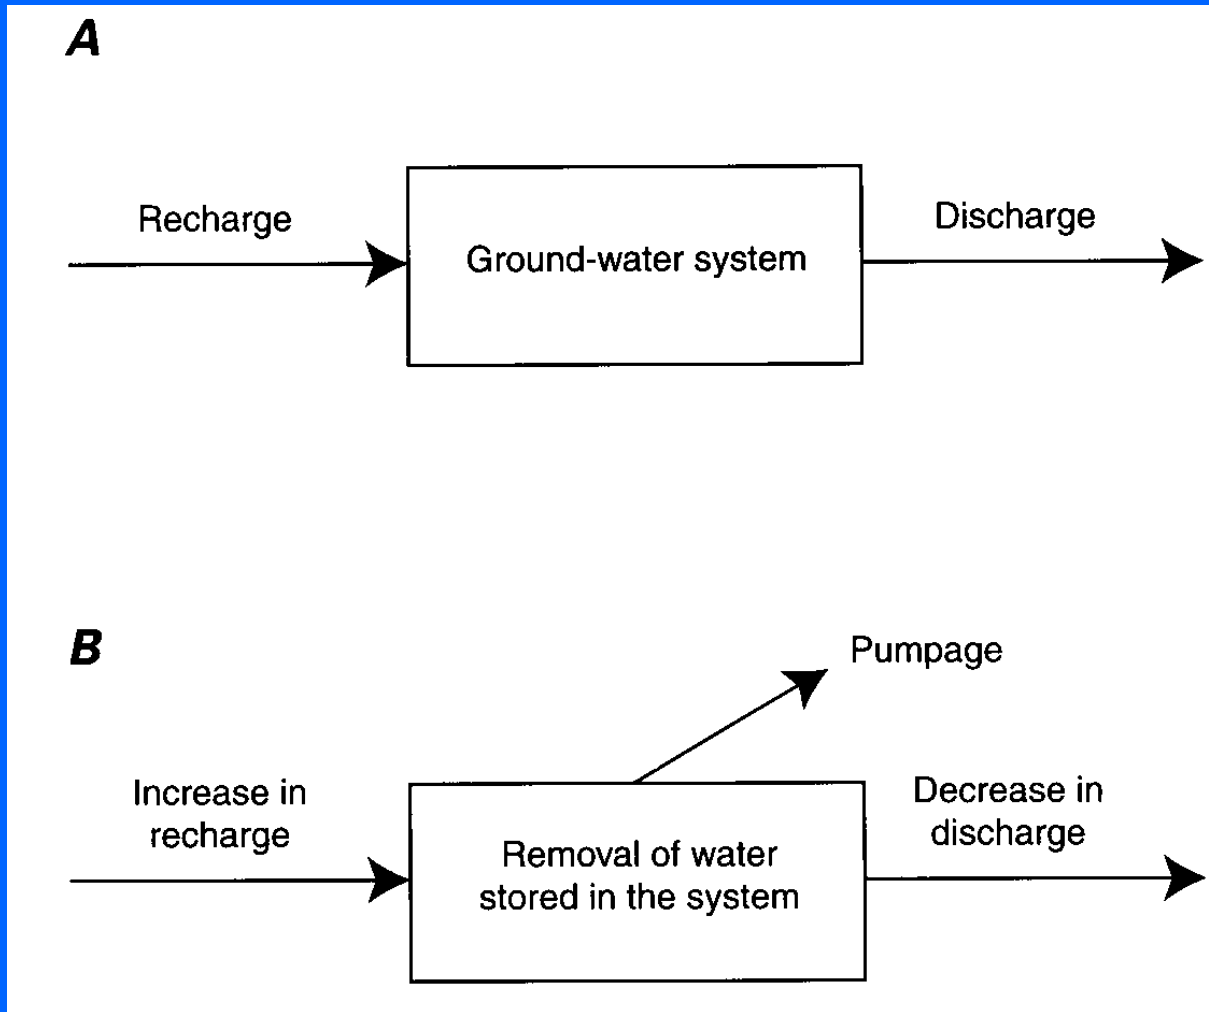 A
Recharge
Ground-water system
Discharge
B
Pumpage
Increase in
recharge
Removal of water
stored in the system
Decrease in
discharge